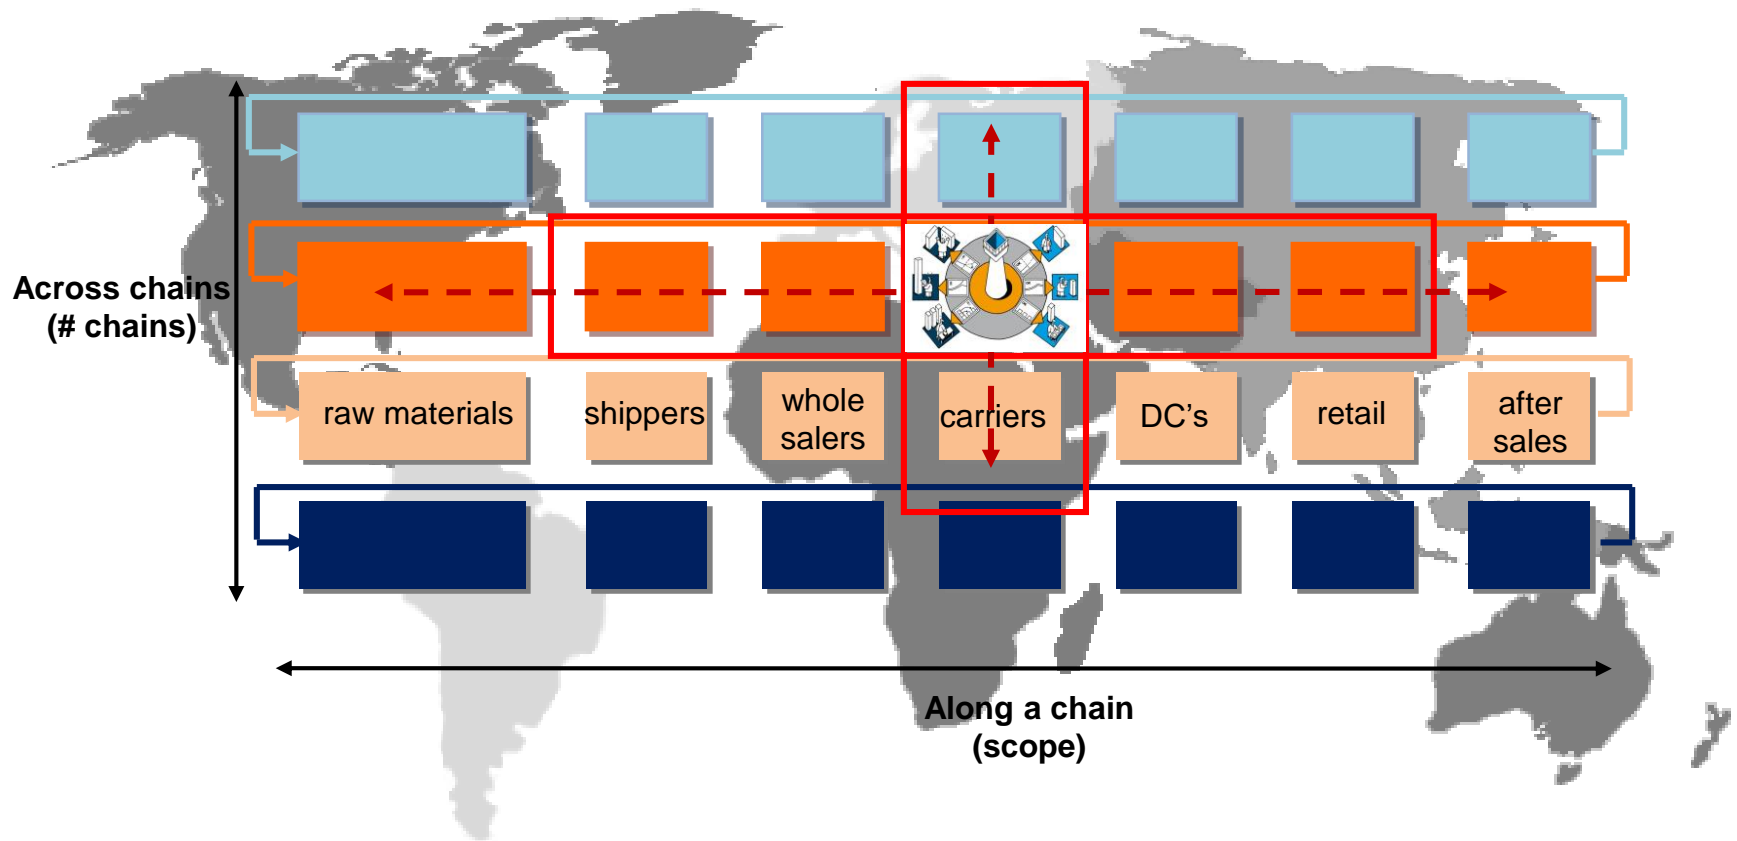 Across chains
(# chains)
raw materials
shippers
whole
salers
carriers
DC's
retail
after
sales
Along a chain
(scope)